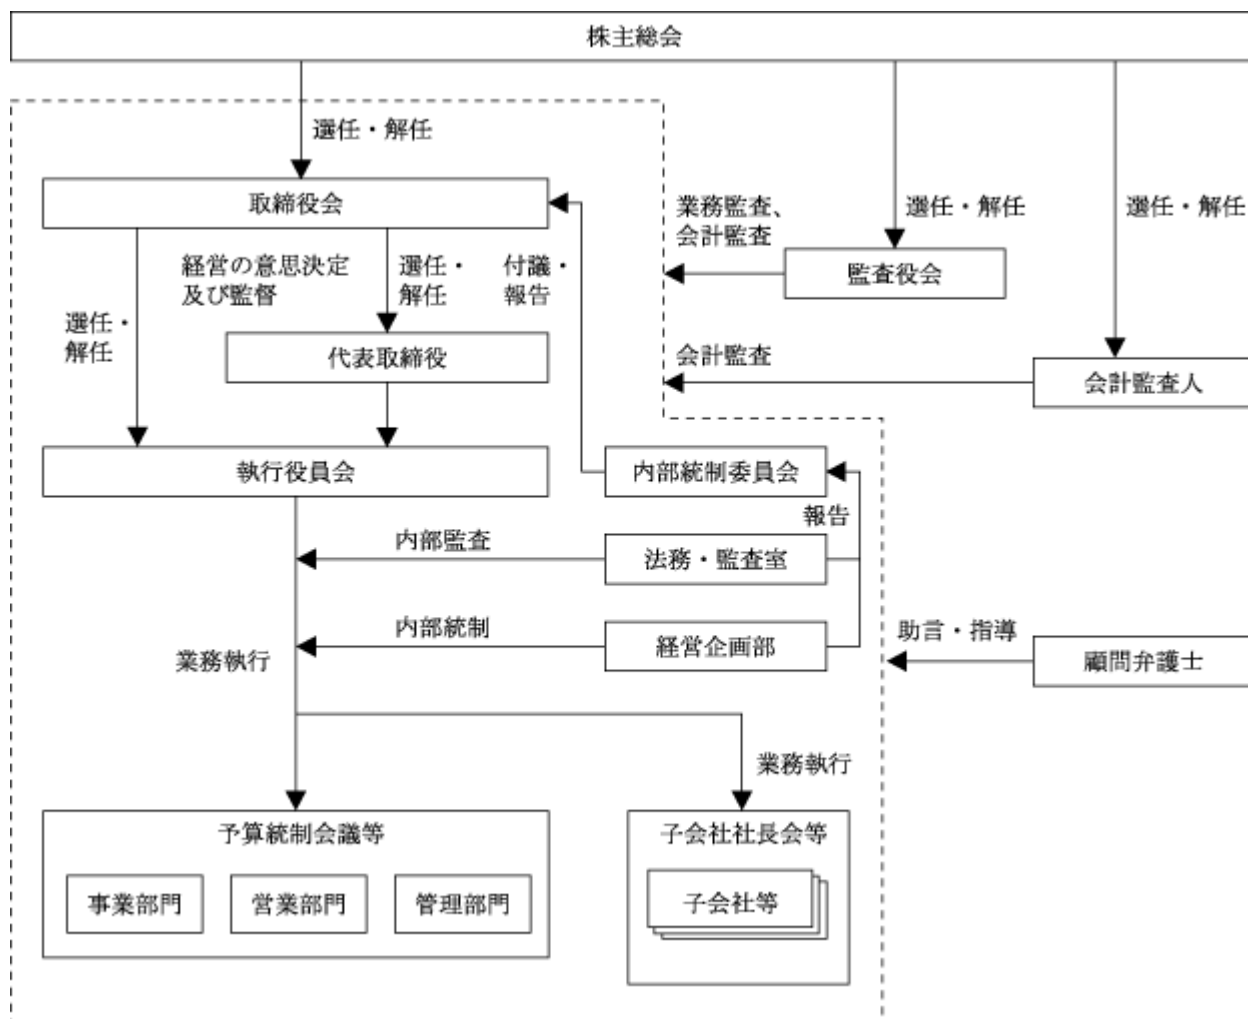 株主総会
選任・解任
取締役会
業務監査、
会計監査
選任・解任
選任・解任
監査役会
経営の意思決定
及び監督
選任・
解任
付議・
報告
選任・
解任
代表取締役
会計監査
会計監査人
執行役員会
内部統制委員会
報告
内部監査
法務・監査室
内部統制
経営企画部
助言・指導
顧問弁護士
業務執行
業務執行
予算統制会議等
事業部門
営業部門
管理部門
子会社社長会等
子会社等